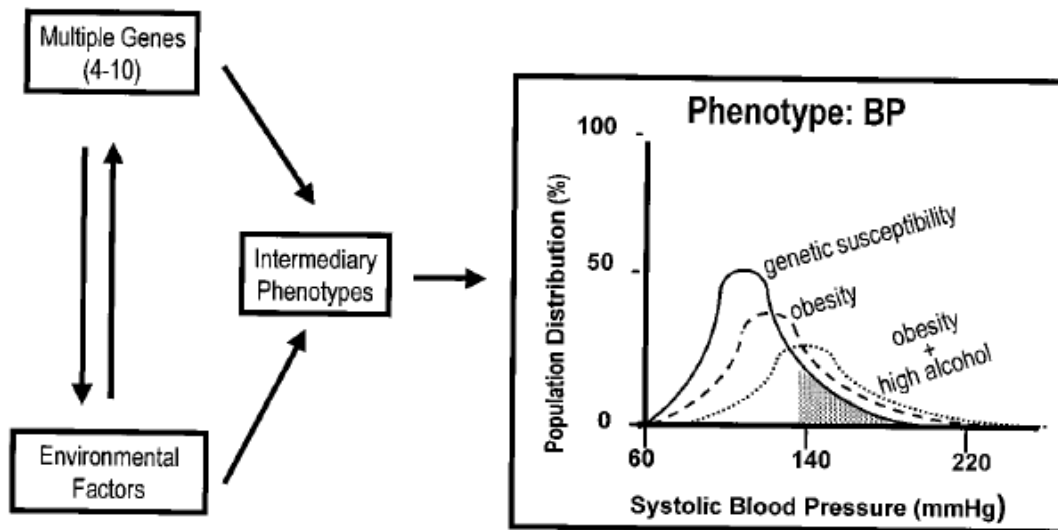 Multiple Genes
(4-10)
Environmental
Factors
Intermediary
Phenotypes
Phenotype: BP
Population Distribution (%)
100
50
0
genetic susceptibility
obesity
obesity
+
high alcohol
60
140
220
Systolic Blood Pressure (mmHg)